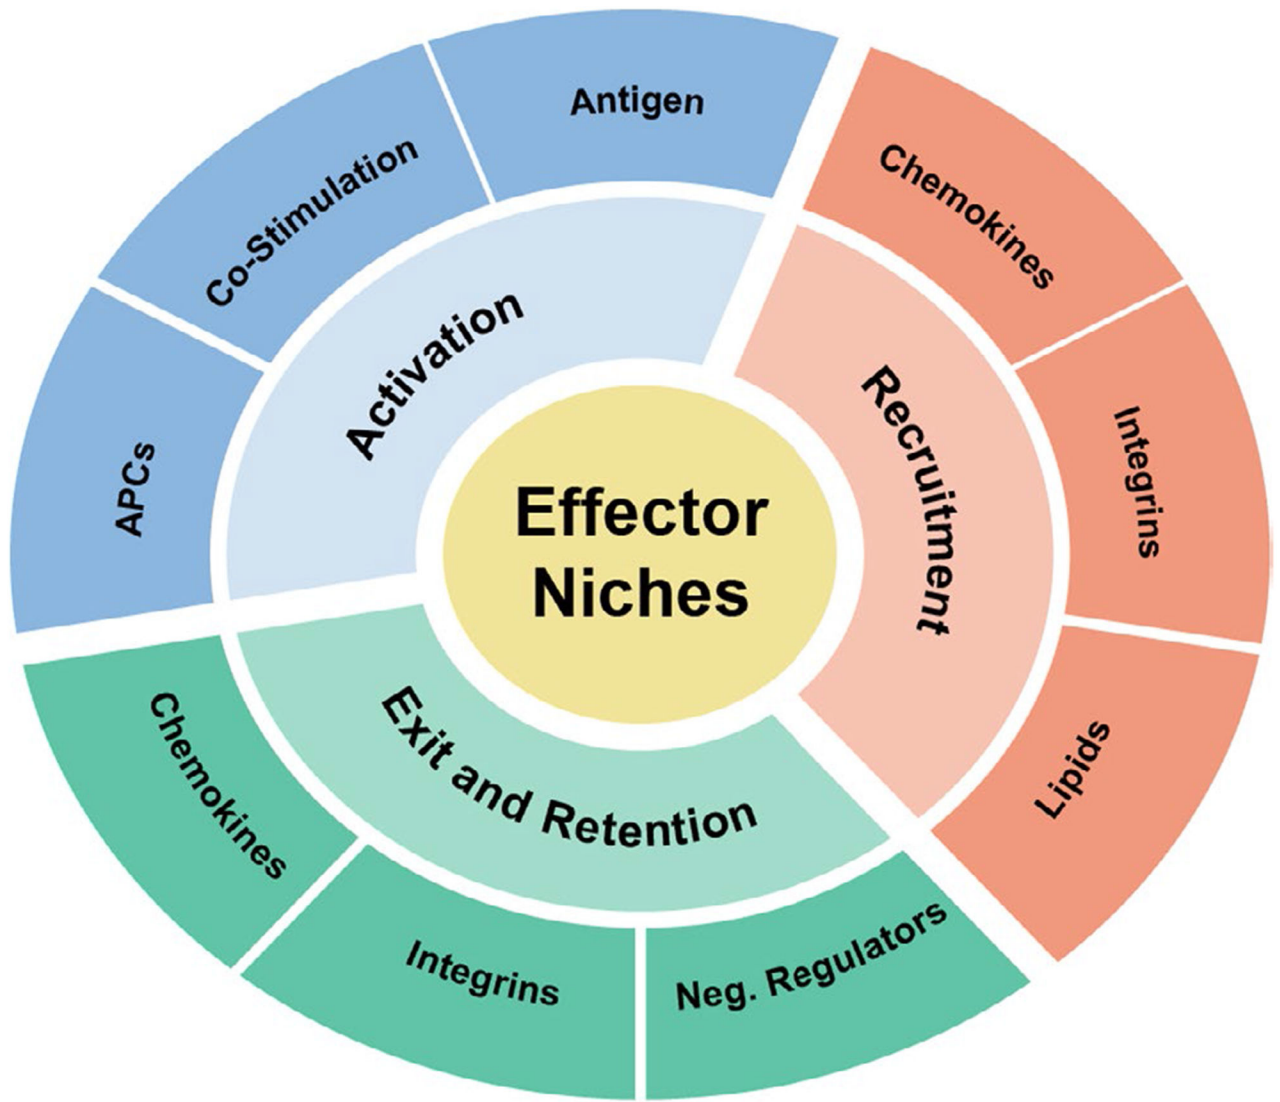 Effector
Niches
Activation
Antigen
Co-Stimulation
APCs
Recruitment
Chemokines
Integrins
Lipids
Exit and Retention
Chemokines
Integrins
Neg. Regulators